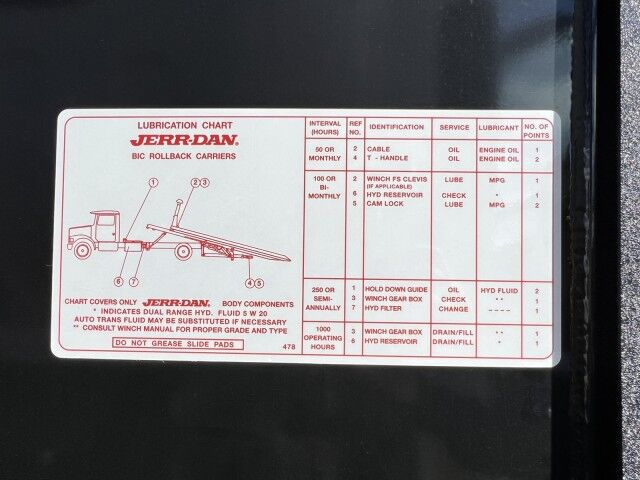 LUBRICATION CHART
JERR-DAN®
BIC ROLLBACK CARRIERS
1
2 3
6 7
4 5
CHART COVERS ONLY JERR-DAN. BODY COMPONENTS
* INDICATES DUAL RANGE HYD. FLUID 5 W 20
AUTO TRANS FLUID MAY BE SUBSTITUTED IF NECESSARY
** CONSULT WINCH MANUAL FOR PROPER GRADE AND TYPE
DO NOT GREASE SLIDE PADS 478
INTERVAL (HOURS) REF NO. IDENTIFICATION SERVICE LUBRICANT NO. OF POINTS
50 OR MONTHLY
2 CABLE OIL ENGINE OIL 1
4 T - HANDLE OIL ENGINE OIL 2
100 OR BI-MONTHLY
2 WINCH FS CLEVIS LUBE MPG 1
(IF APPLICABLE)
6 HYD RESERVOIR CHECK * 1
5 CAM LOCK LUBE MPG 2
250 OR SEMI-ANNUALLY
1 HOLD DOWN GUIDE OIL HYD FLUID 2
3 WINCH GEAR BOX CHECK ** 1
7 HYD FILTER CHANGE ---- 1
1000 OPERATING HOURS
3 WINCH GEAR BOX DRAIN/FILL ** 1
6 HYD RESERVOIR DRAIN/FILL * 1